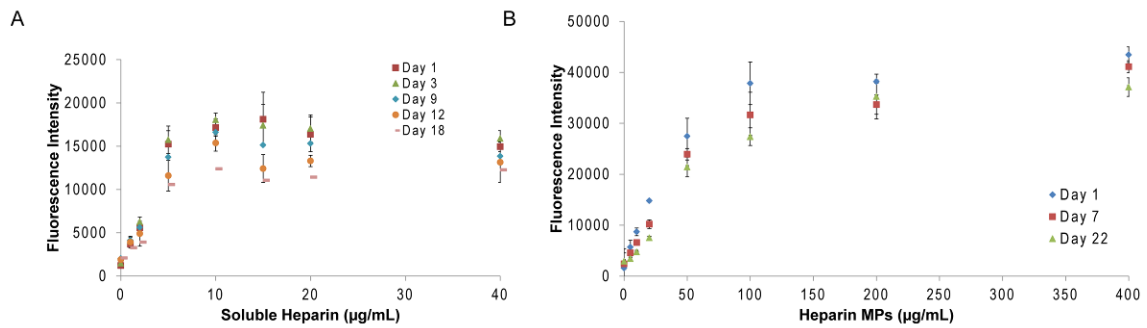 A
B
Fluorescence Intensity
25000
20000
15000
10000
5000
0
0
10
20
30
40
Soluble Heparin (µg/mL)
Day 1
Day 3
Day 9
Day 12
Day 18
Fluorescence Intensity
50000
40000
30000
20000
10000
0
0
50
100
150
200
250
300
350
400
Heparin MPs (µg/mL)
Day 1
Day 7
Day 22